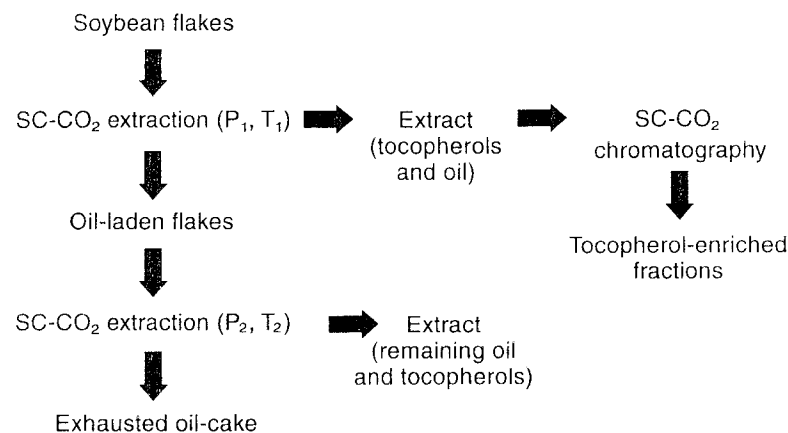 Soybean flakes
SC-CO₂ extraction (P₁, T₁)
Extract
(tocopherols
and oil)
SC-CO₂
chromatography
Oil-laden flakes
Tocopherol-enriched
fractions
SC-CO₂ extraction (P₂, T₂)
Extract
(remaining oil
and tocopherols)
Exhausted oil-cake